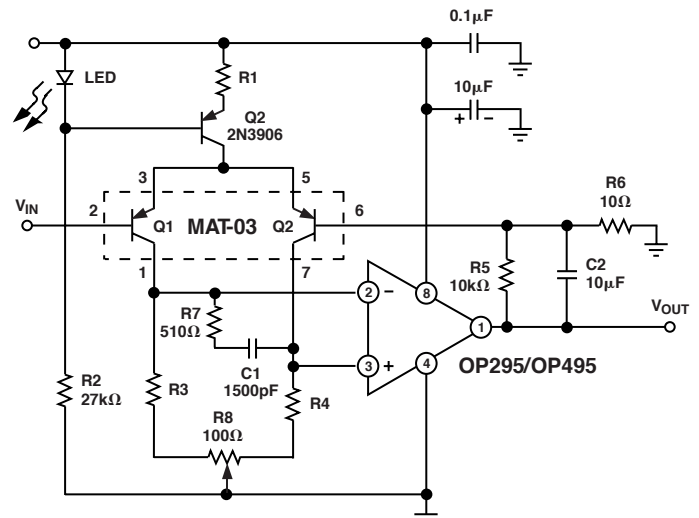 0.1μF
LED
R1
10μF
+ −
Q2
2N3906
3
5
R6
10Ω
VIN
2
Q1
MAT-03
Q2
6
1
7
R5
10kΩ
C2
10μF
2
−
8
R7
510Ω
1
VOUT
3
+
4
OP295/OP495
C1
1500pF
R2
27kΩ
R3
R4
R8
100Ω